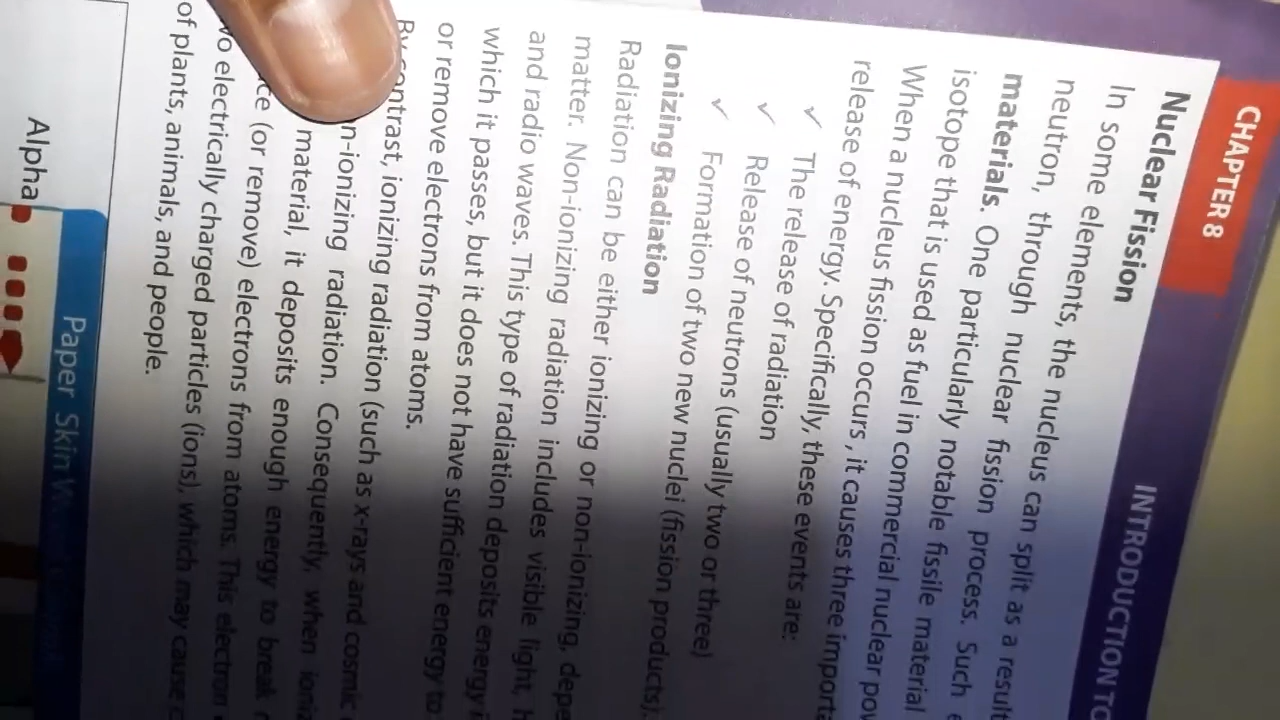 CHAPTER 8
INTRODUCTION TO
Nuclear Fission
In some elements, the nucleus can split as a result
neutron, through nuclear fission process. Such
materials. One particularly notable fissile material
isotope that is used as fuel in commercial nuclear
When a nucleus fission occurs , it causes three
release of energy. Specifically, these events are:
✓ The release of radiation
✓ Release of neutrons (usually two or three)
✓ Formation of two new nuclei (fission products).
Ionizing Radiation
Radiation can be either ionizing or non-ionizing,
matter. Non-ionizing radiation includes visible light,
and radio waves. This type of radiation deposits energy
which it passes, but it does not have sufficient energy to
or remove electrons from atoms.
contrast, ionizing radiation (such as x-rays and cosmic
radiation. Consequently, when
material, it deposits enough energy to break
(or remove) electrons from atoms. This electron
electrically charged particles (ions), which may cause
of plants, animals, and people.
Paper Skin
Alpha